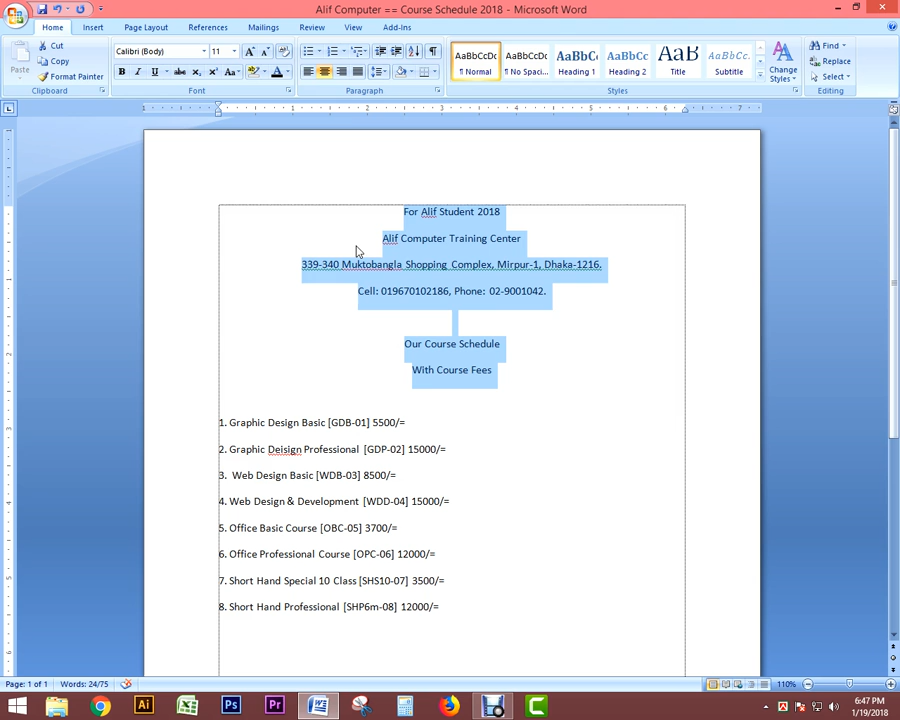 Alif Computer == Course Schedule 2018 - Microsoft Word
Home Insert Page Layout References Mailings Review View Add-Ins
Paste
Cut
Copy
Format Painter
Clipboard
Calibri (Body) 11
Font
Paragraph
AaBbCcDc AaBbCcDc AaBbC AaBbCc AaB AaBbCc.
¶ Normal ¶ No Spaci... Heading 1 Heading 2 Title Subtitle
Change Styles
Styles
Find
Replace
Select
Editing
For Alif Student 2018
Alif Computer Training Center
339-340 Muktobangla Shopping Complex, Mirpur-1, Dhaka-1216.
Cell: 019670102186, Phone: 02-9001042.
Our Course Schedule
With Course Fees
1. Graphic Design Basic [GDB-01] 5500/=
2. Graphic Deisign Professional [GDP-02] 15000/=
3. Web Design Basic [WDB-03] 8500/=
4. Web Design & Development [WDD-04] 15000/=
5. Office Basic Course [OBC-05] 3700/=
6. Office Professional Course [OPC-06] 12000/=
7. Short Hand Special 10 Class [SHS10-07] 3500/=
8. Short Hand Professional [SHP6m-08] 12000/=
Page: 1 of 1 Words: 24/75 110%
6:47 PM
1/19/2018